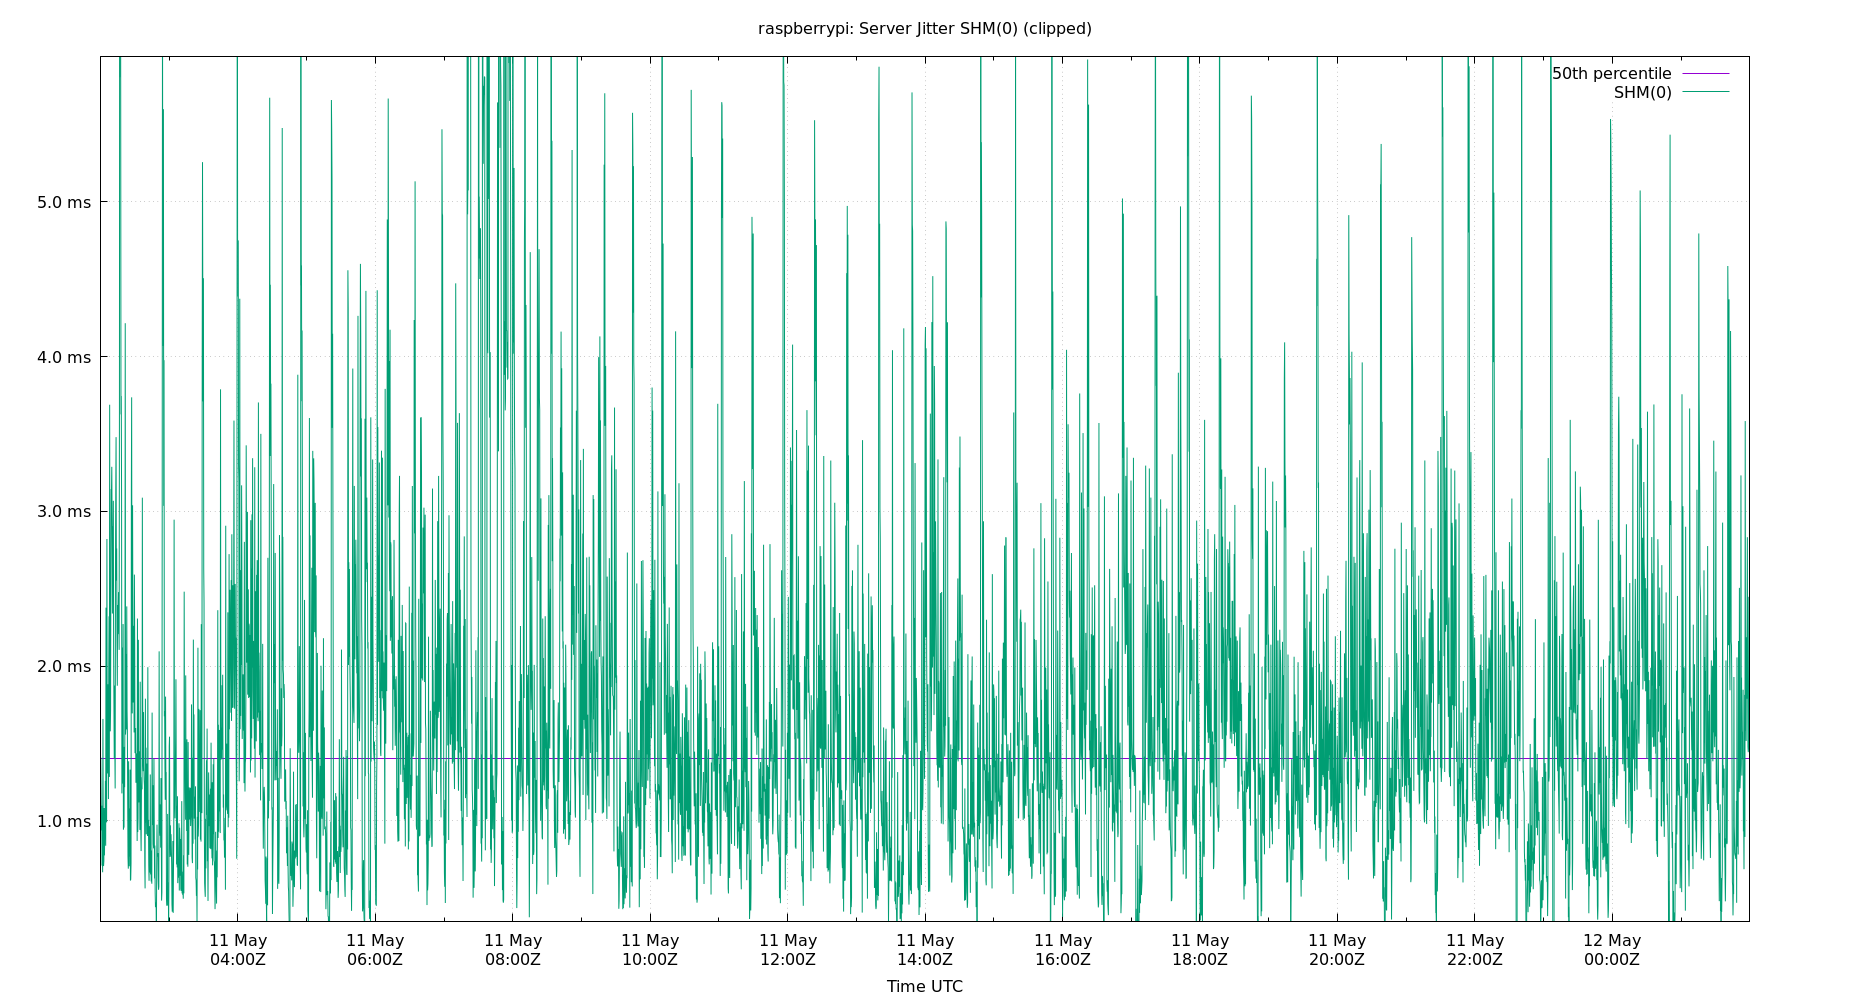 raspberrypi: Server Jitter SHM(0) (clipped)
50th percentile
SHM(0)
5.0 ms
4.0 ms
3.0 ms
2.0 ms
1.0 ms
11 May 11 May 11 May 11 May 11 May 11 May 11 May 11 May 11 May 11 May 12 May
04:00Z 06:00Z 08:00Z 10:00Z 12:00Z 14:00Z 16:00Z 18:00Z 20:00Z 22:00Z 00:00Z
Time UTC